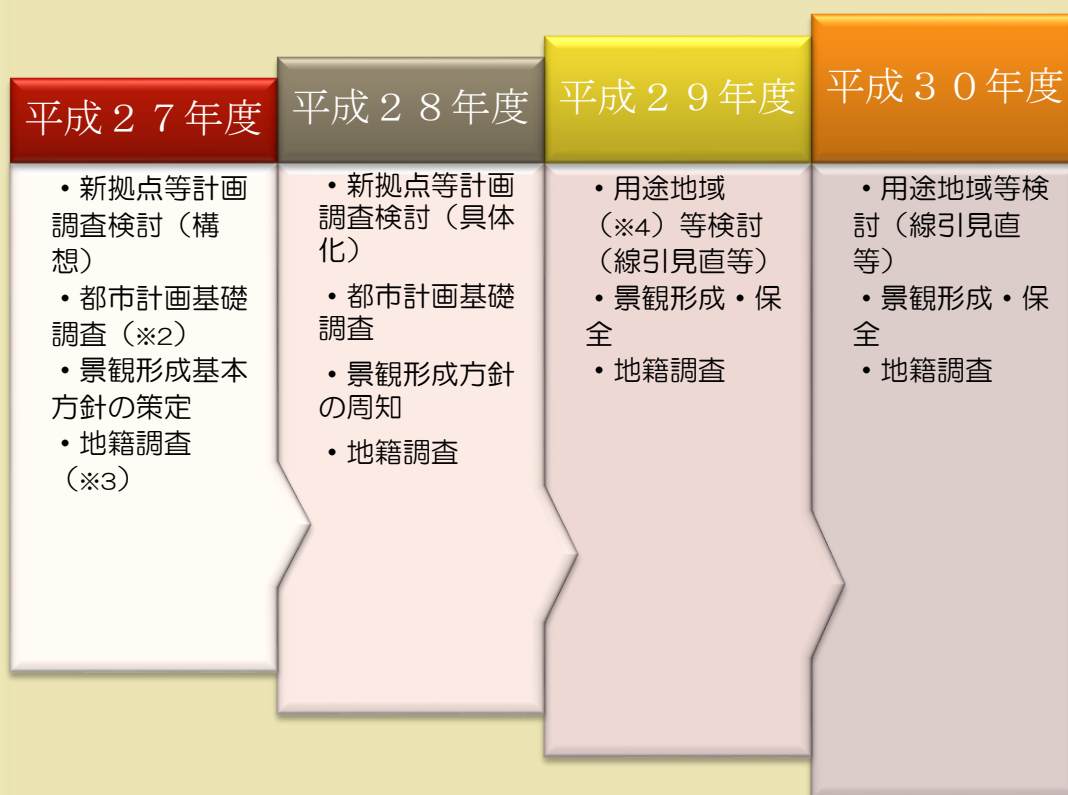 平成２７年度
・新拠点等計画
調査検討（構
想）
・都市計画基礎
調査（※2）
・景観形成基本
方針の策定
・地籍調査
（※3）
平成２８年度
・新拠点等計画
調査検討（具体
化）
・都市計画基礎
調査
・景観形成方針
の周知
・地籍調査
平成２９年度
・用途地域
（※4）等検討
（線引見直等）
・景観形成・保
全
・地籍調査
平成３０年度
・用途地域等検
討（線引見直
等）
・景観形成・保
全
・地籍調査